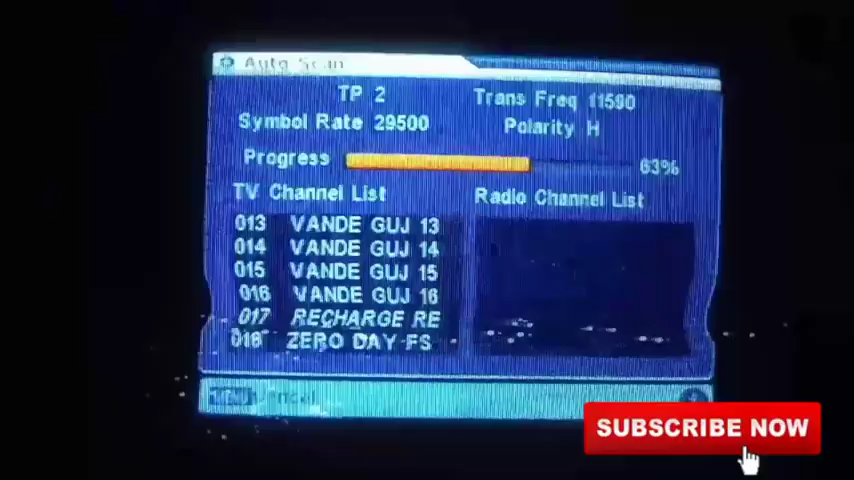 Auto Scan
TP 2
Trans Freq 11590
Symbol Rate 29500
Polarity H
Progress
63%
TV Channel List
Radio Channel List
013 VANDE GUJ 13
014 VANDE GUJ 14
015 VANDE GUJ 15
016 VANDE GUJ 16
017 RECHARGE RE
018 ZERO DAY FS
Cancel
SUBSCRIBE NOW